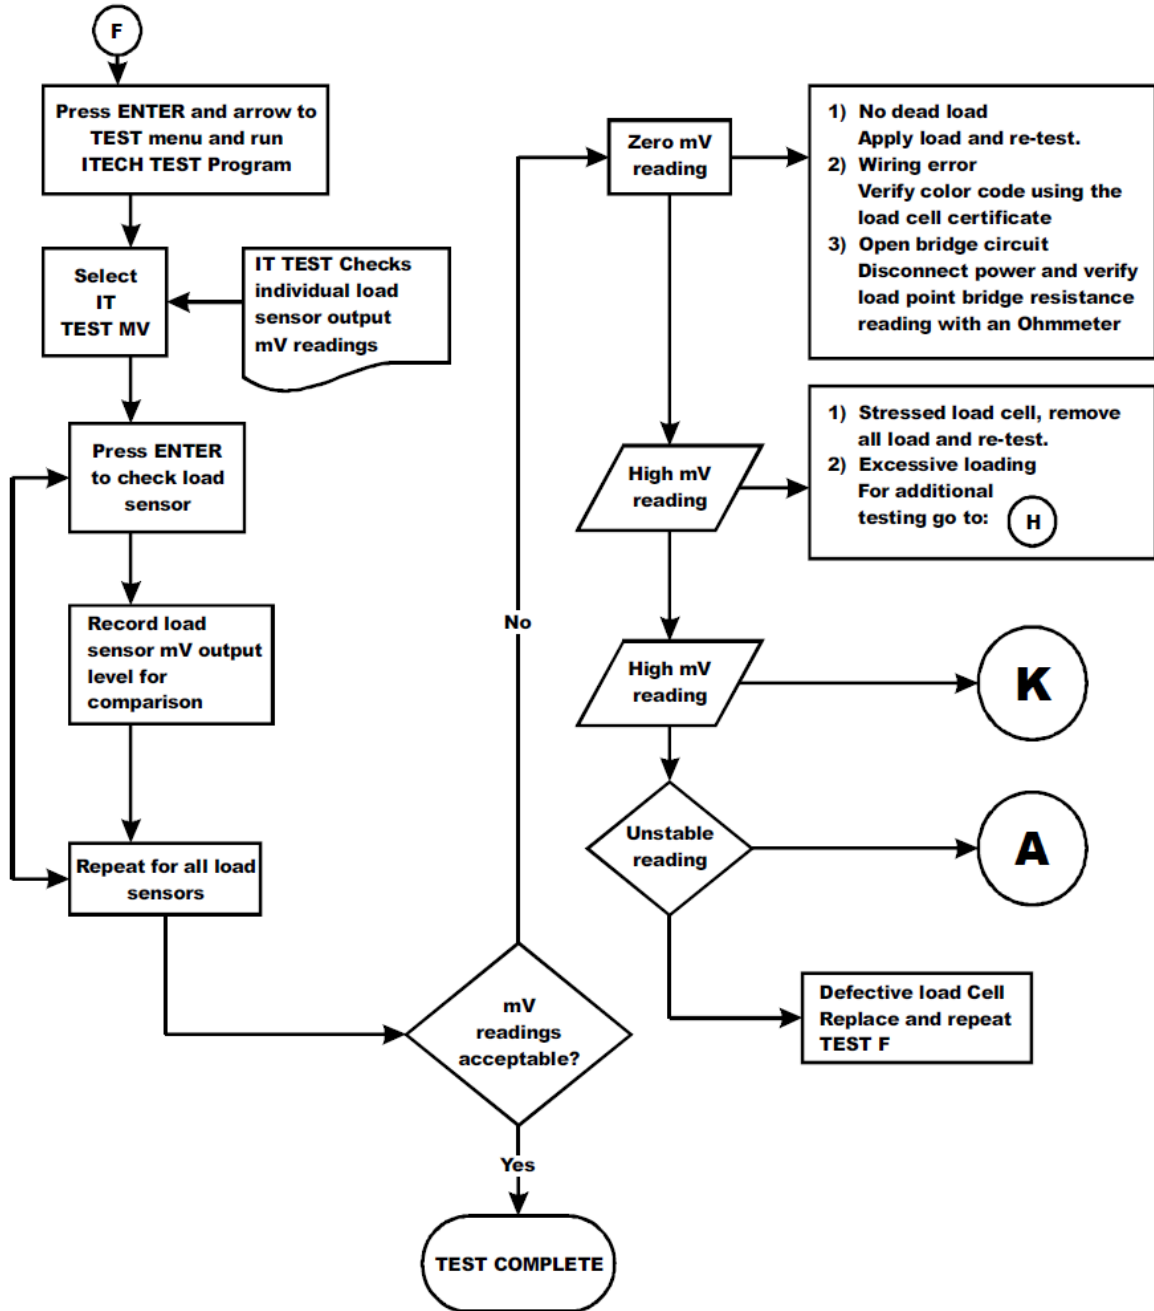 F
Press ENTER and arrow to
TEST menu and run
ITECH TEST Program
Select
IT
TEST MV
IT TEST Checks
individual load
sensor output
mV readings
Press ENTER
to check load
sensor
Record load
sensor mV output
level for
comparison
Repeat for all load
sensors
mV
readings
acceptable?
Yes
TEST COMPLETE
No
Zero mV
reading
1) No dead load
Apply load and re-test.
2) Wiring error
Verify color code using the
load cell certificate
3) Open bridge circuit
Disconnect power and verify
load point bridge resistance
reading with an Ohmmeter
High mV
reading
1) Stressed load cell, remove
all load and re-test.
2) Excessive loading
For additional
testing go to:
H
High mV
reading
K
Unstable
reading
A
Defective load Cell
Replace and repeat
TEST F